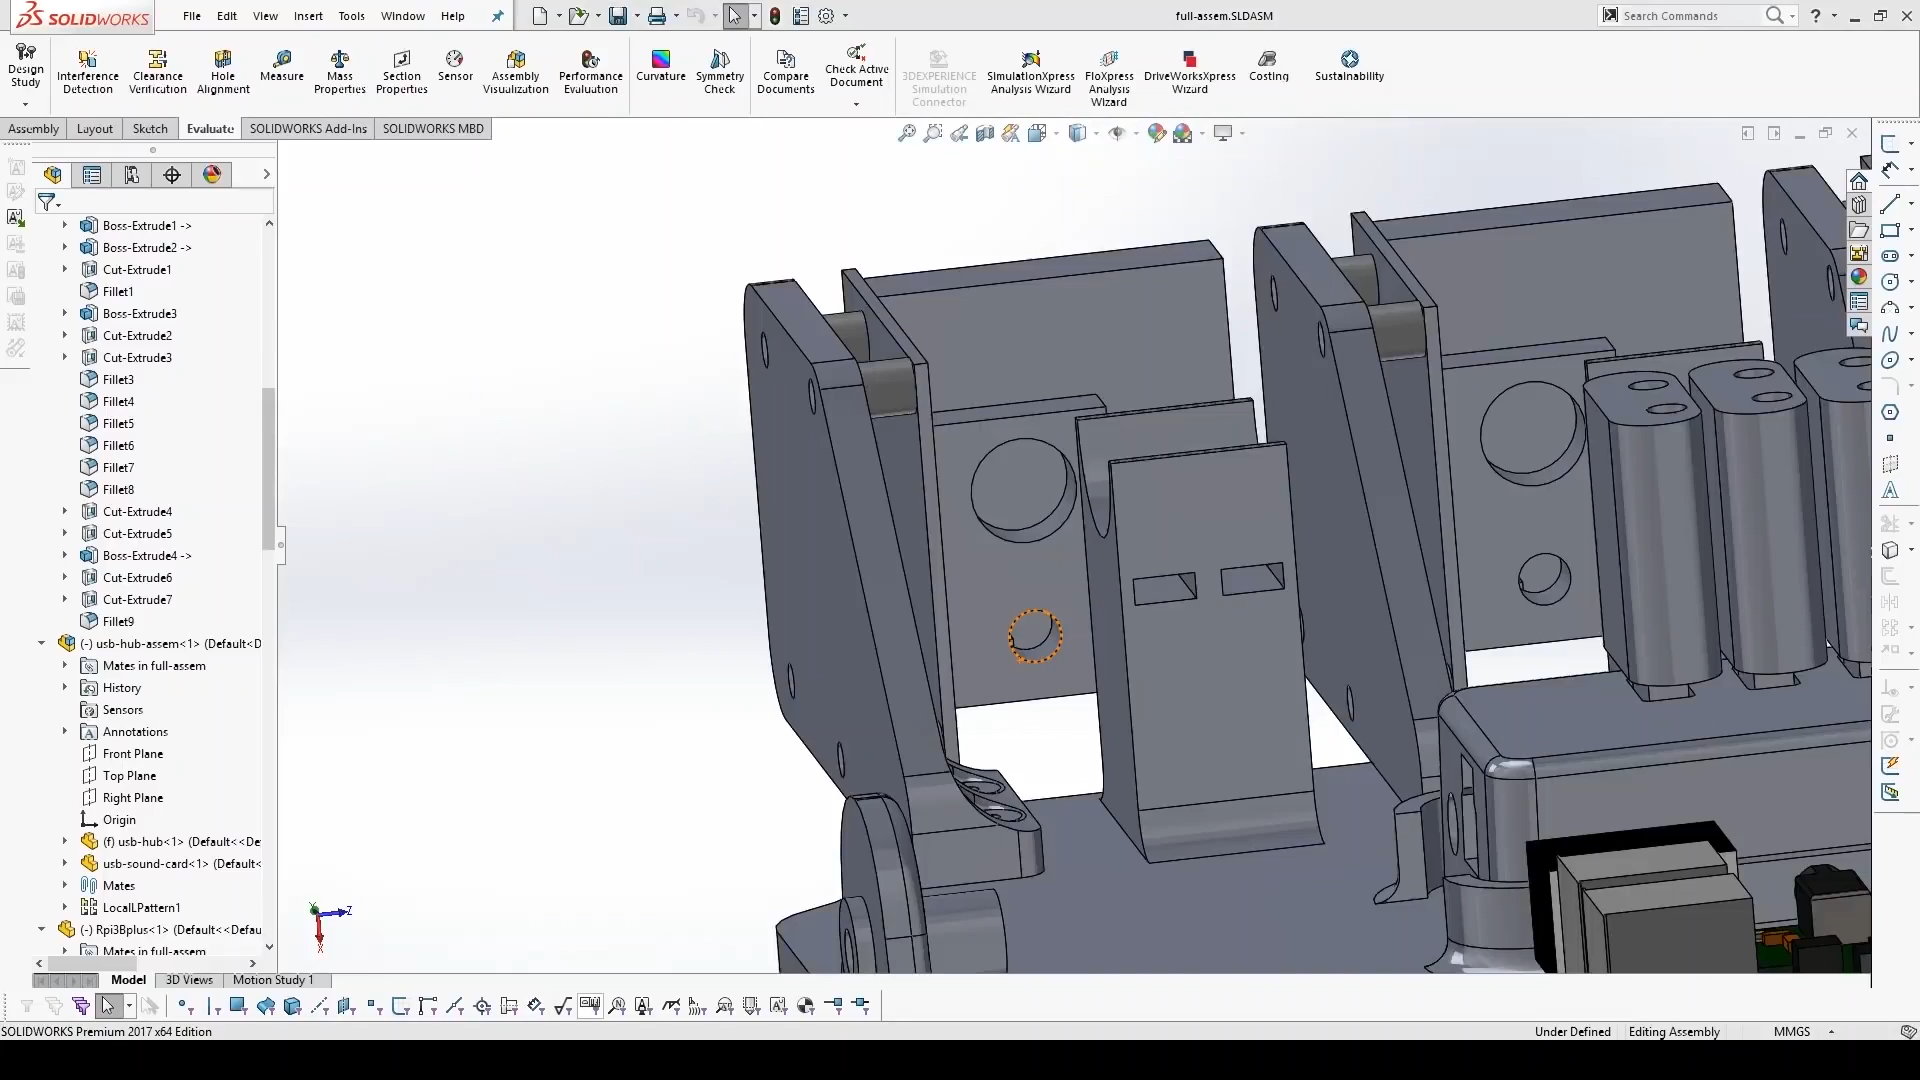 SOLIDWORKS
File Edit View Insert Tools Window Help
full-assem.SLDASM
Search Commands
?
Design Study
Interference Detection
Clearance Verification
Hole Alignment
Measure
Mass Properties
Section Properties
Sensor
Assembly Visualization
Performance Evaluation
Curvature
Symmetry Check
Compare Documents
Check Active Document
3DEXPERIENCE Simulation Connector
SimulationXpress Analysis Wizard
FloXpress Analysis Wizard
DriveWorksXpress Wizard
Costing
Sustainability
Assembly Layout Sketch Evaluate SOLIDWORKS Add-Ins SOLIDWORKS MBD
Boss-Extrude1 ->
Boss-Extrude2 ->
Cut-Extrude1
Fillet1
Boss-Extrude3
Cut-Extrude2
Cut-Extrude3
Fillet3
Fillet4
Fillet5
Fillet6
Fillet7
Fillet8
Cut-Extrude4
Cut-Extrude5
Boss-Extrude4 ->
Cut-Extrude6
Cut-Extrude7
Fillet9
(-) usb-hub-assem<1> (Default<D
Mates in full-assem
History
Sensors
Annotations
Front Plane
Top Plane
Right Plane
Origin
(f) usb-hub<1> (Default<<De
usb-sound-card<1> (Default<
Mates
LocalLPattern1
(-) Rpi3Bplus<1> (Default<<Defau
Mates in full-assem
Y
Z
X
Model 3D Views Motion Study 1
SOLIDWORKS Premium 2017 x64 Edition
Under Defined Editing Assembly MMGS